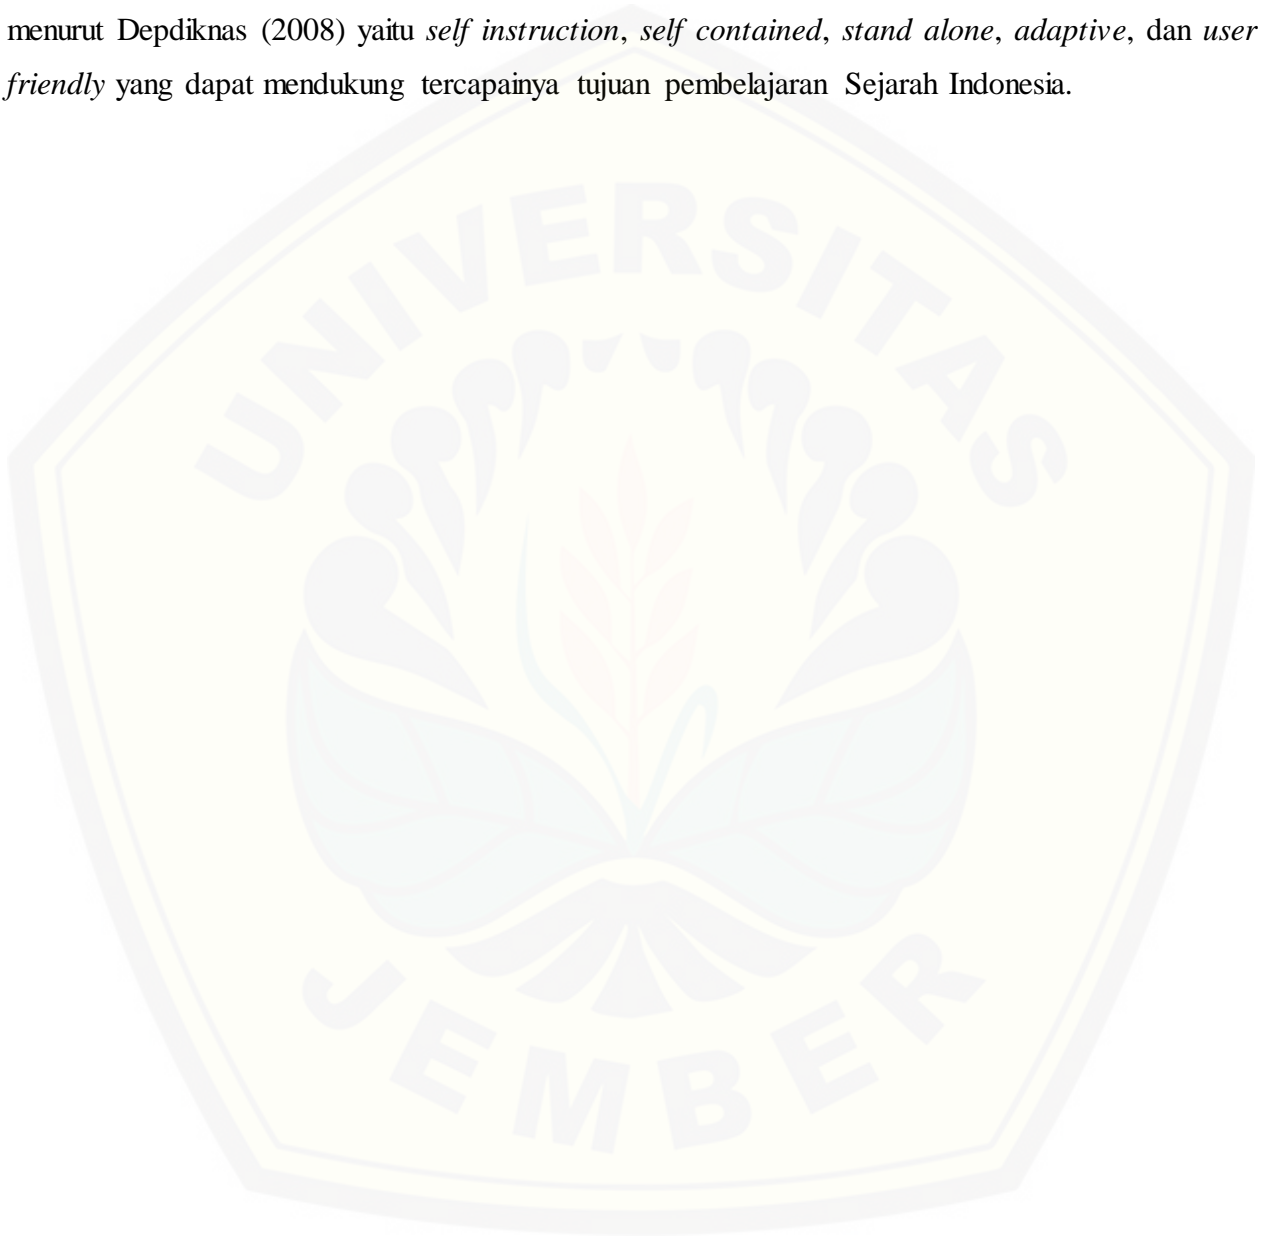 menurut Depdiknas (2008) yaitu self instruction, self contained, stand alone, adaptive, dan user
friendly yang dapat mendukung tercapainya tujuan pembelajaran Sejarah Indonesia.
UNIVERSITAS
JEMBER